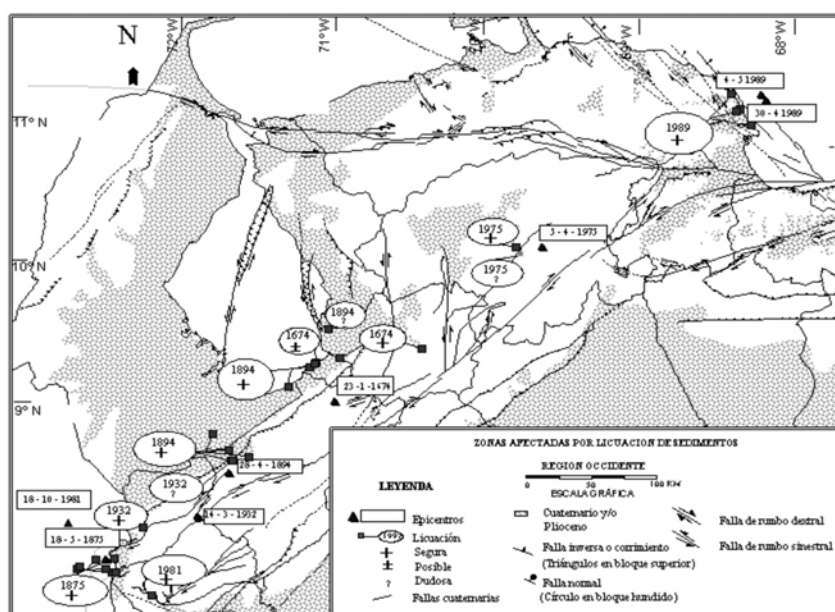 N
71° W
68°
11° N
10° N
9° N
4 - 5 1989
30 - 4 1989
1989
1975
1975
?
1894
?
1674
1674
1894
23 - 1 - 1674
1894
28 - 4 - 1894
1932
?
18 - 10 - 1981
1932
14 - 3 - 1932
18 - 5 - 1875
1981
1875
ZONAS AFECTADAS POR LICUACION DE SEDIMENTOS
REGION OCCIDENTE
0 50 100 KM
ESCALA GRÁFICA
LEYENDA
Epicentros
Licuación
Segura
Posible
? Dudosa
Fallas cuaternarias
Cuaternario y/o
Plioceno
Falla inversa o corrimiento
(Triángulos en bloque superior)
Falla normal
(Círculo en bloque hundido)
Falla de rumbo dextral
Falla de rumbo sinestral